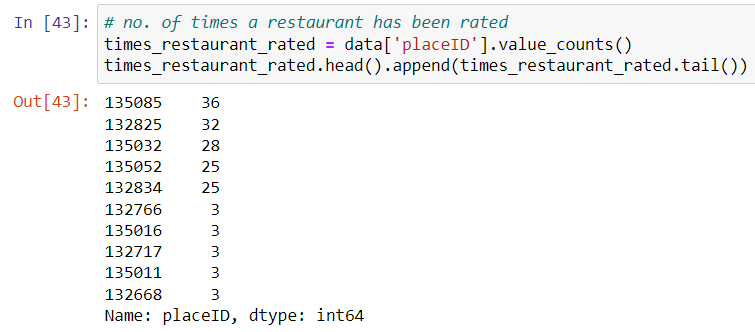 In [43]: # no. of times a restaurant has been rated
times_restaurant_rated = data['placeID'].value_counts()
times_restaurant_rated.head().append(times_restaurant_rated.tail())
Out[43]: 135085    36
132825    32
135032    28
135052    25
132834    25
132766     3
135016     3
132717     3
135011     3
132668     3
Name: placeID, dtype: int64